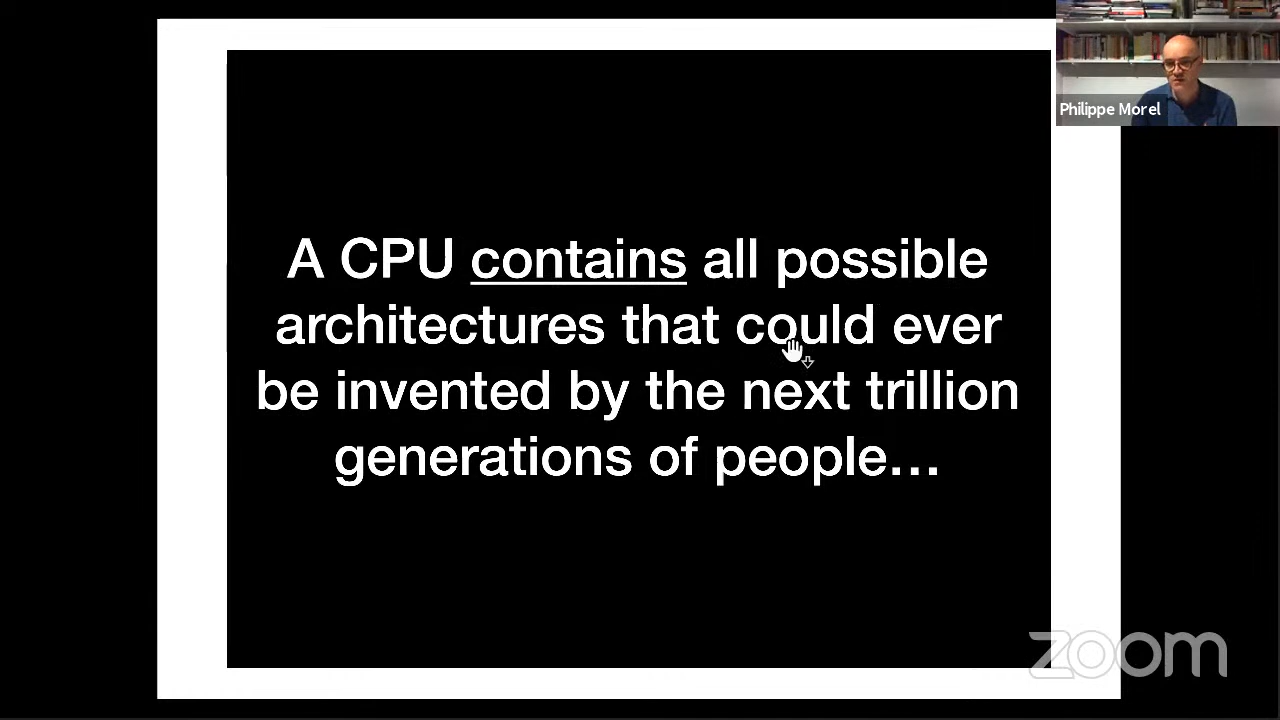 Philippe Morel
A CPU contains all possible
architectures that could ever
be invented by the next trillion
generations of people…
zoom